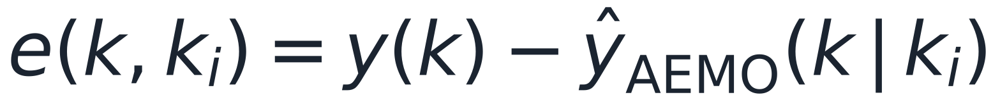 e(k, kᵢ) = y(k) − ŷ_AEMO(k | kᵢ)